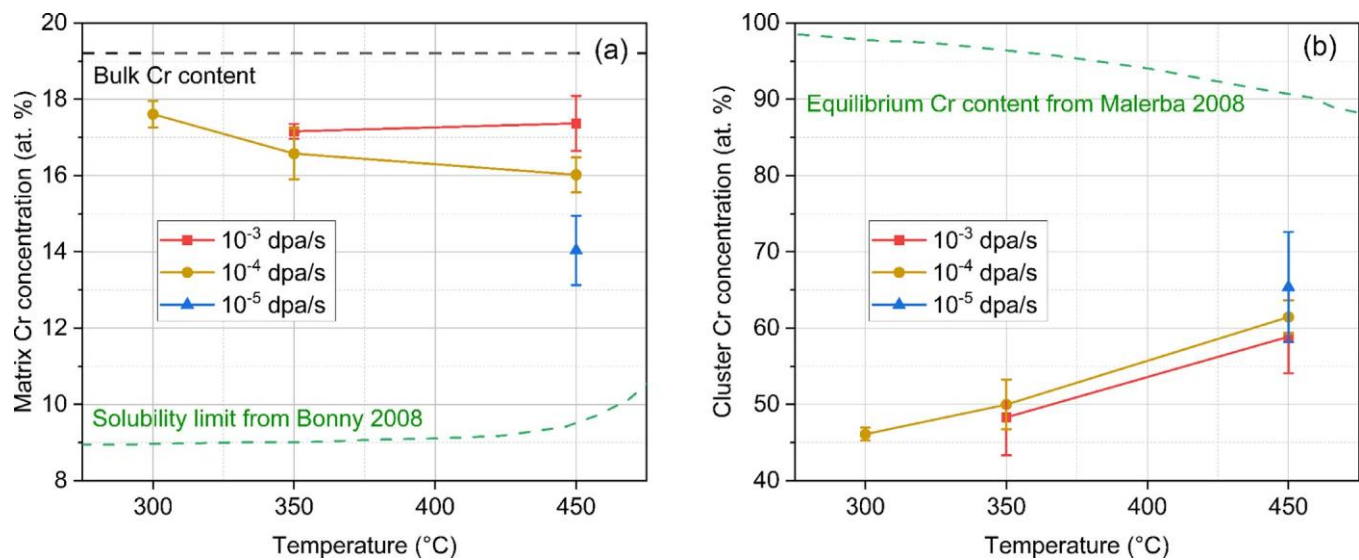 20
18
16
14
12
10
8
Matrix Cr concentration (at. %)
(a)
Bulk Cr content
10⁻³ dpa/s
10⁻⁴ dpa/s
10⁻⁵ dpa/s
Solubility limit from Bonny 2008
300 350 400 450
Temperature (°C)
100
90
80
70
60
50
40
Cluster Cr concentration (at. %)
(b)
Equilibrium Cr content from Malerba 2008
10⁻³ dpa/s
10⁻⁴ dpa/s
10⁻⁵ dpa/s
300 350 400 450
Temperature (°C)